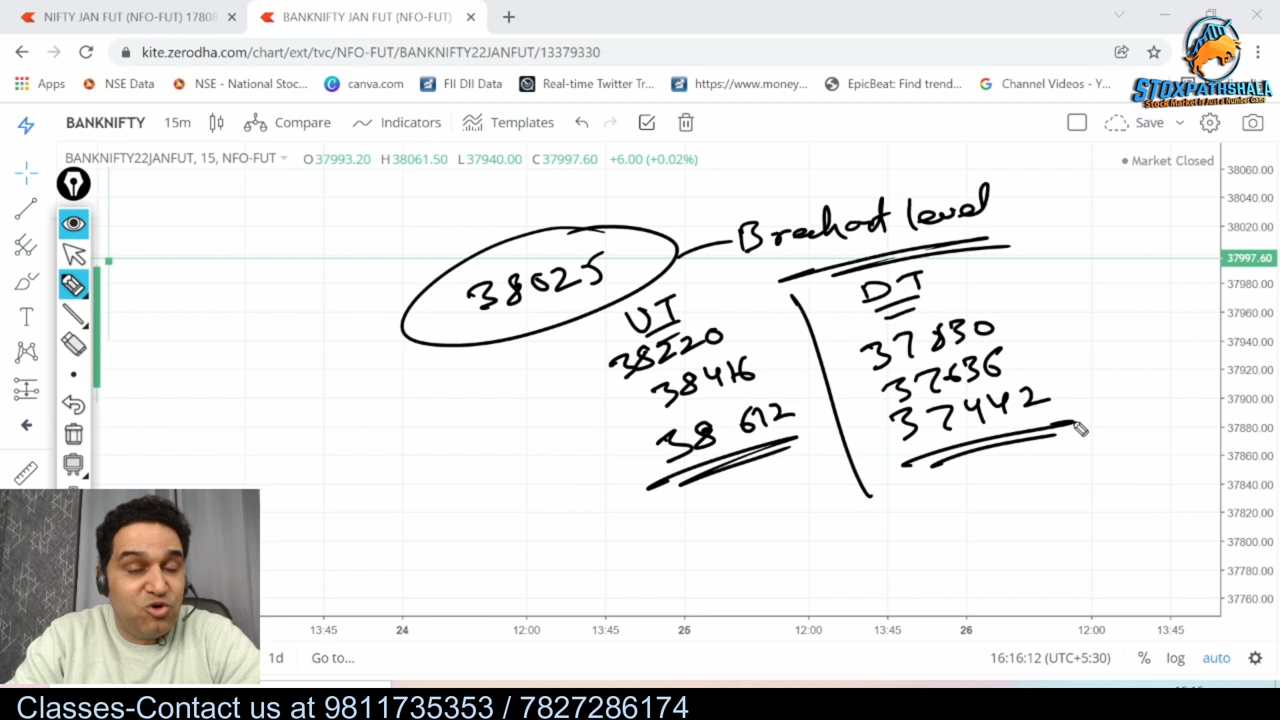 NIFTY JAN FUT (NFO-FUT) 17808
BANKNIFTY JAN FUT (NFO-FUT)
kite.zerodha.com/chart/ext/tvc/NFO-FUT/BANKNIFTY22JANFUT/13379330
Apps NSE Data NSE - National Stoc... canva.com FII DII Data Real-time Twitter Tr... https://www.money... EpicBeat: Find trend... Channel Videos - Y...
STOXPATHSHALA
Stock Market is Just a Number Game
BANKNIFTY 15m Compare Indicators Templates Save
BANKNIFTY22JANFUT, 15, NFO-FUT O37993.20 H38061.50 L37940.00 C37997.60 +6.00 (+0.02%)
Market Closed
38060.00
38040.00
38020.00
37997.60
37980.00
37960.00
37940.00
37920.00
37900.00
37880.00
37860.00
37840.00
37820.00
37800.00
37780.00
37760.00
level
38025
UT
38220
38416
38612
DT
37830
37636
37442
13:45 24 12:00 13:45 25 12:00 13:45 26 12:00 13:45
1d Go to... 16:16:12 (UTC+5:30) % log auto
Classes-Contact us at 9811735353 / 7827286174